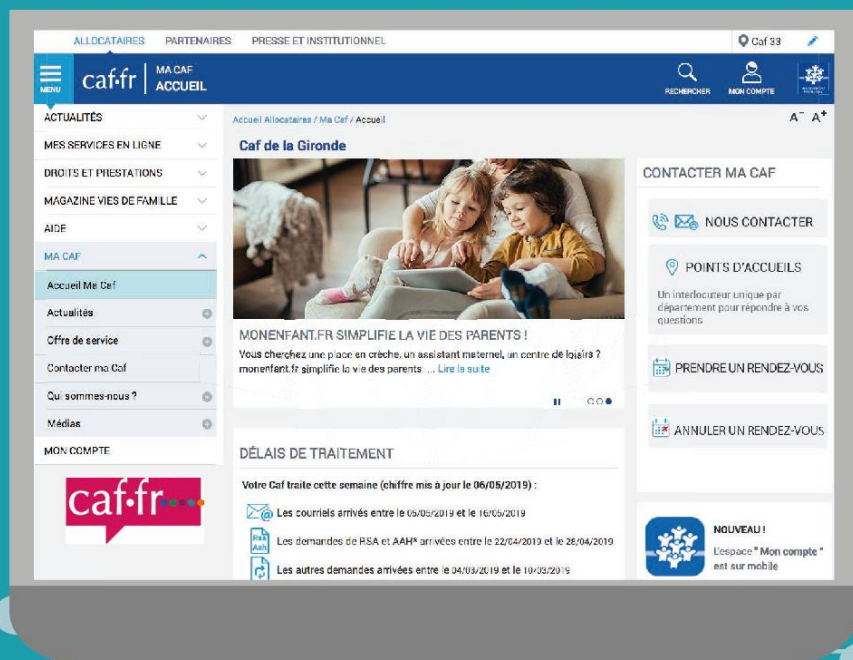 ALLOCATAIRES PARTENAIRES PRESSE ET INSTITUTIONNEL Caf 33
MENU caf.fr MA CAF ACCUEIL RECHERCHER MON COMPTE
ACTUALITÉS
MES SERVICES EN LIGNE
DROITS ET PRESTATIONS
MAGAZINE VIES DE FAMILLE
AIDE
MA CAF
Accueil Ma Caf
Actualités
Offre de service
Contacter ma Caf
Qui sommes-nous ?
Médias
MON COMPTE
caf.fr
Accueil Allocataires / Ma Caf / Accueil
A- A+
Caf de la Gironde
MONENFANT.FR SIMPLIFIE LA VIE DES PARENTS !
Vous cherchez une place en crèche, un assistant maternel, un centre de loisirs ?
monenfant.fr simplifie la vie des parents. ... Lire la suite
DÉLAIS DE TRAITEMENT
Votre Caf traite cette semaine (chiffre mis à jour le 06/05/2019) :
Les courriels arrivés entre le 05/05/2019 et le 16/05/2019
Rsa
Aah
Les demandes de RSA et AAH* arrivées entre le 22/04/2019 et le 28/04/2019
Les autres demandes arrivées entre le 04/03/2019 et le 10/03/2019
CONTACTER MA CAF
NOUS CONTACTER
POINTS D'ACCUEILS
Un interlocuteur unique par
département pour répondre à vos
questions
PRENDRE UN RENDEZ-VOUS
ANNULER UN RENDEZ-VOUS
NOUVEAU !
L'espace " Mon compte "
est sur mobile